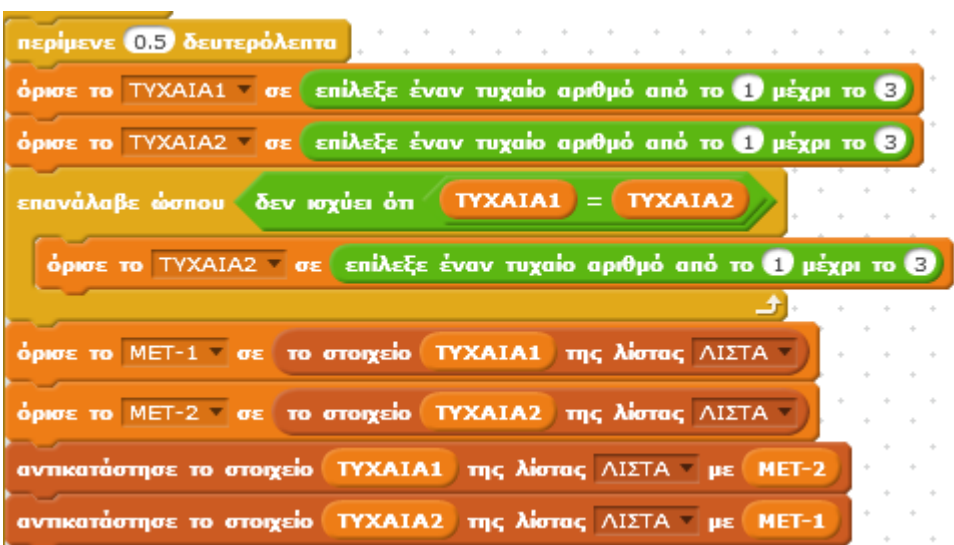 περίμενε 0.5 δευτερόλεπτα
όρισε το ΤΥΧΑΙΑ1 σε επίλεξε έναν τυχαίο αριθμό από το 1 μέχρι το 3
όρισε το ΤΥΧΑΙΑ2 σε επίλεξε έναν τυχαίο αριθμό από το 1 μέχρι το 3
επανάλαβε ώσπου δεν ισχύει ότι ΤΥΧΑΙΑ1 = ΤΥΧΑΙΑ2
όρισε το ΤΥΧΑΙΑ2 σε επίλεξε έναν τυχαίο αριθμό από το 1 μέχρι το 3
όρισε το ΜΕΤ-1 σε το στοιχείο ΤΥΧΑΙΑ1 της λίστας ΛΙΣΤΑ
όρισε το ΜΕΤ-2 σε το στοιχείο ΤΥΧΑΙΑ2 της λίστας ΛΙΣΤΑ
αντικατάστησε το στοιχείο ΤΥΧΑΙΑ1 της λίστας ΛΙΣΤΑ με ΜΕΤ-2
αντικατάστησε το στοιχείο ΤΥΧΑΙΑ2 της λίστας ΛΙΣΤΑ με ΜΕΤ-1